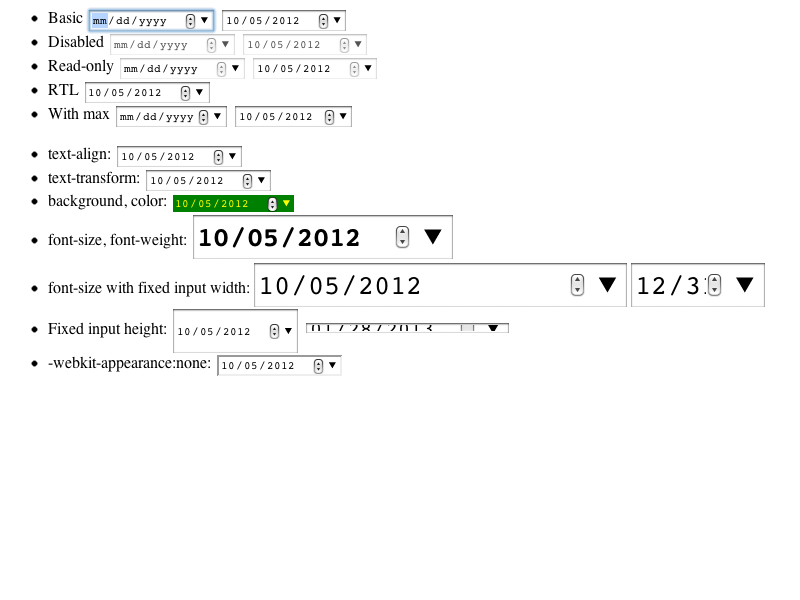 Basic mm/dd/yyyy 10/05/2012
Disabled mm/dd/yyyy 10/05/2012
Read-only mm/dd/yyyy 10/05/2012
RTL 10/05/2012
With max mm/dd/yyyy 10/05/2012
text-align: 10/05/2012
text-transform: 10/05/2012
background, color: 10/05/2012
font-size, font-weight: 10/05/2012
font-size with fixed input width: 10/05/2012 12/3
Fixed input height: 10/05/2012 01/28/2013
-webkit-appearance:none: 10/05/2012